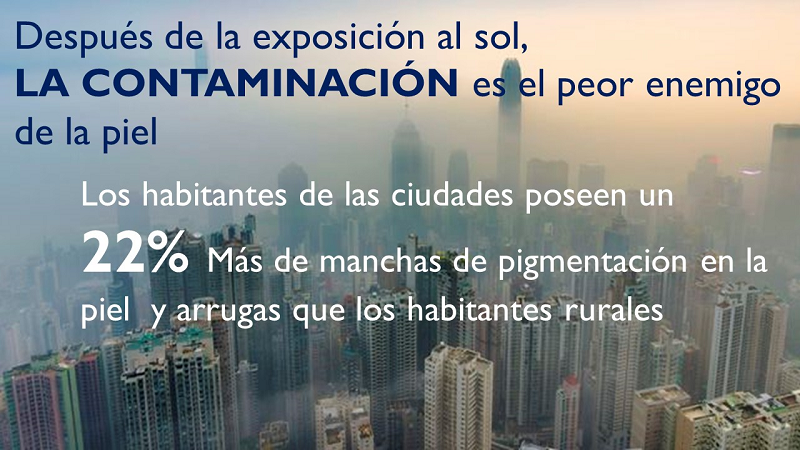 Después de la exposición al sol,
LA CONTAMINACIÓN es el peor enemigo
de la piel
Los habitantes de las ciudades poseen un
22% Más de manchas de pigmentación en la
piel y arrugas que los habitantes rurales